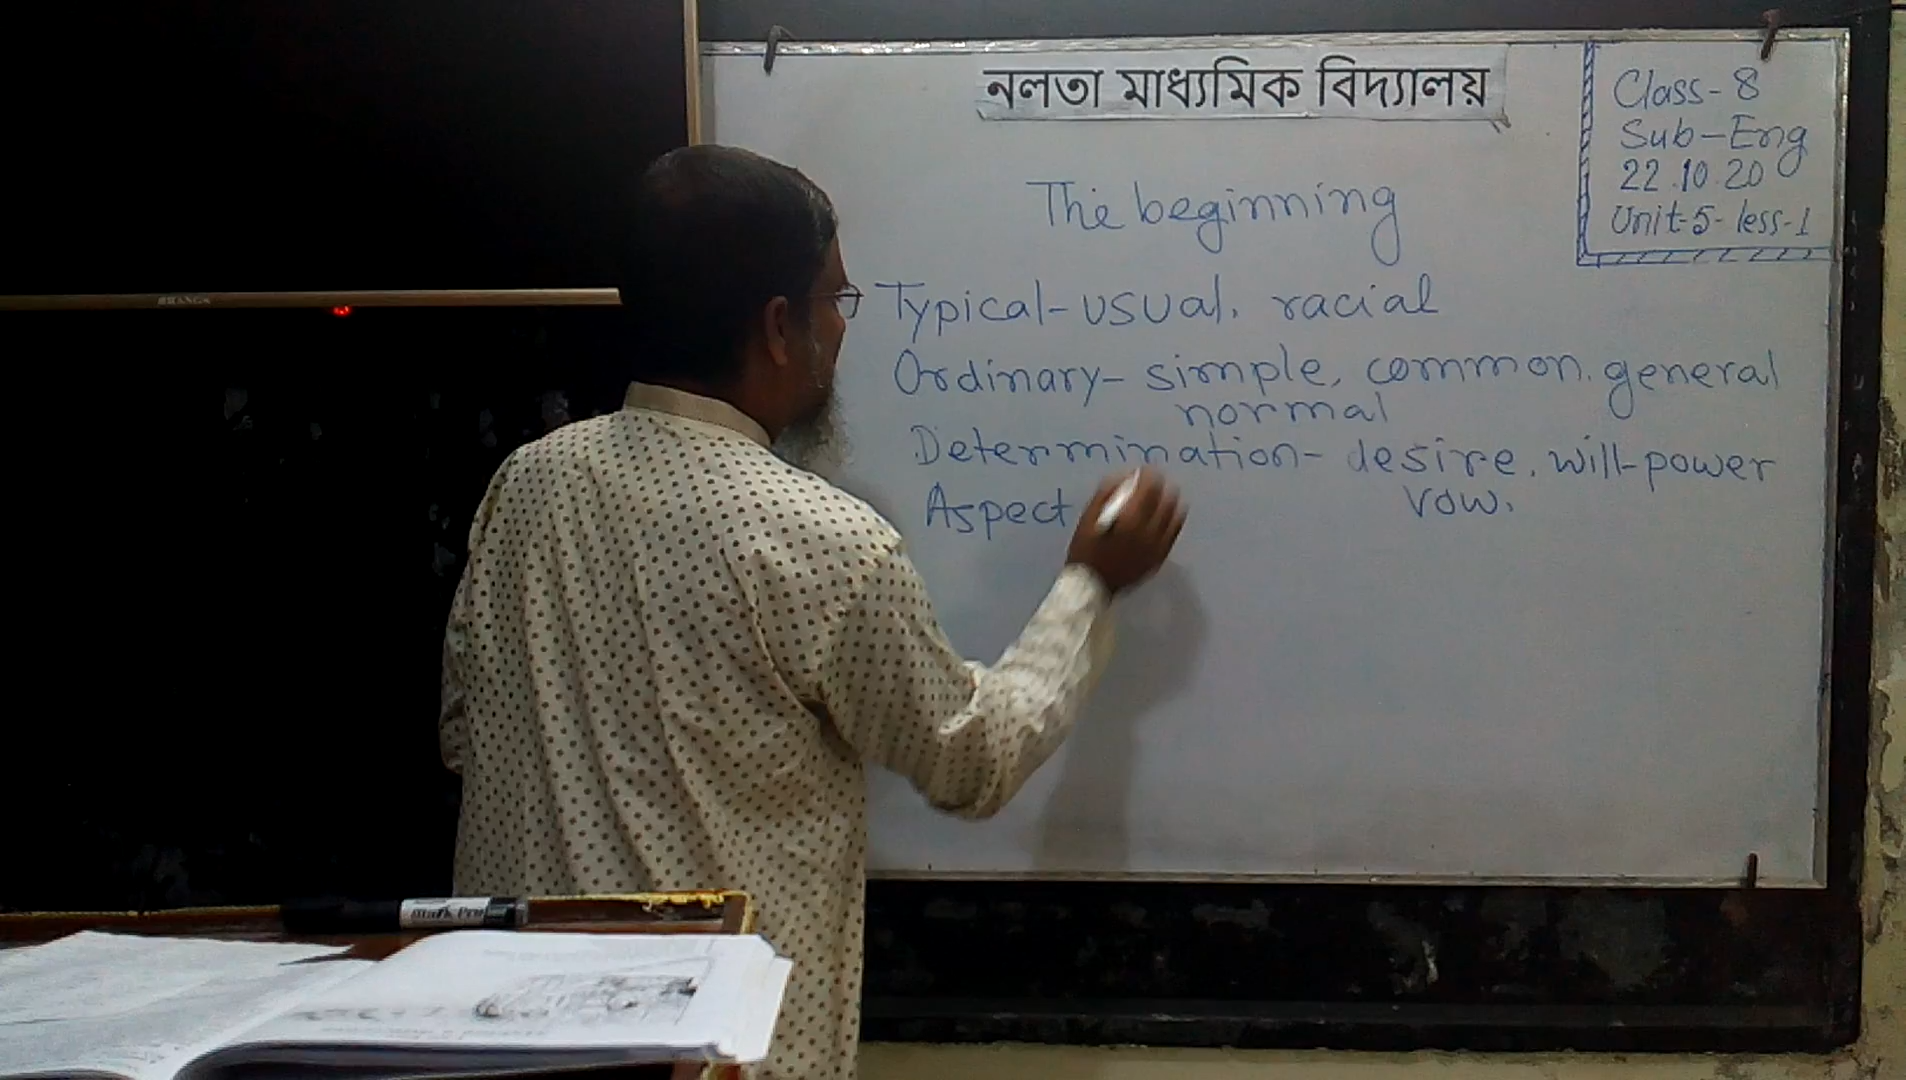 নলতা মাধ্যমিক বিদ্যালয়
Class-8
Sub-Eng
22.10.20
Unit-5-less-1
The beginning
Typical-usual, racial
Ordinary-simple, common. general
normal
Determination-desire, will-power
vow.
Aspect